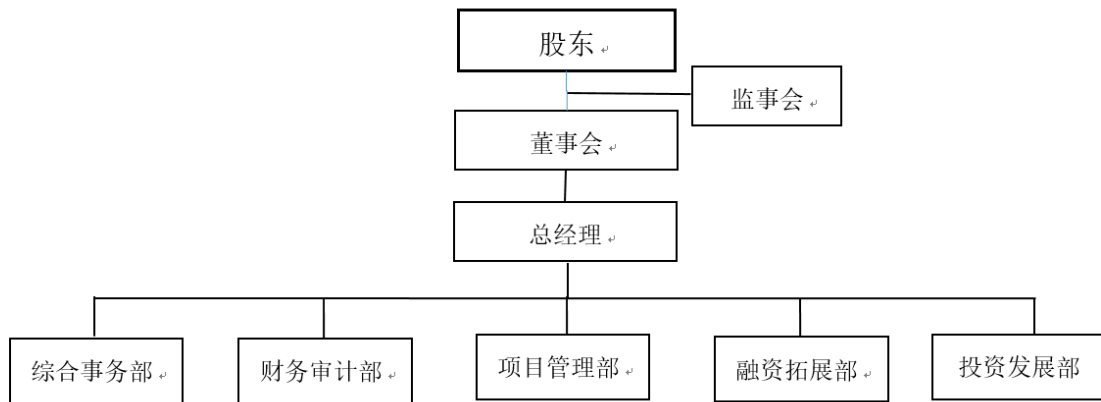 股东
监事会
董事会
总经理
综合事务部
财务审计部
项目管理部
融资拓展部
投资发展部